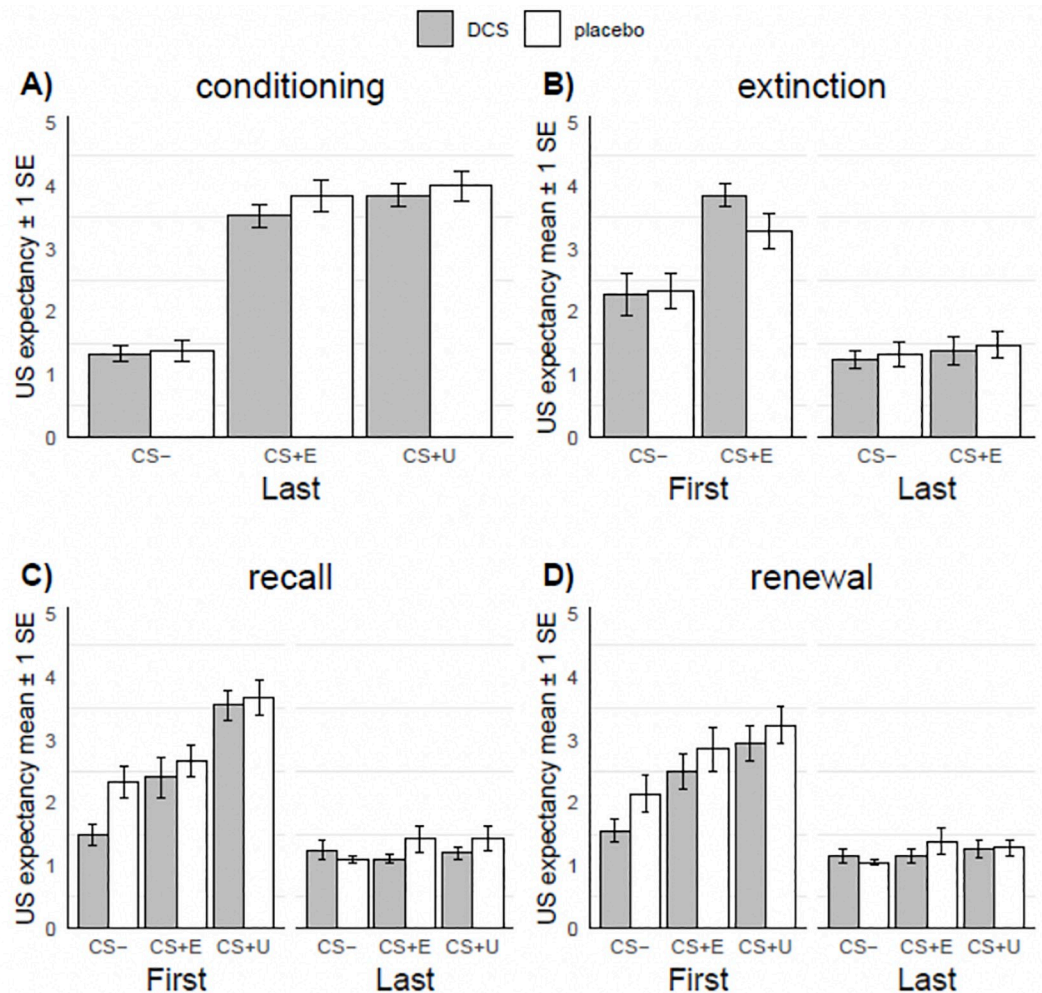 DCS placebo
A) conditioning
US expectancy ± 1 SE
5
4
3
2
1
0
CS− CS+E CS+U
Last
B) extinction
US expectancy mean ± 1 SE
5
4
3
2
1
0
CS− CS+E CS− CS+E
First Last
C) recall
US expectancy mean ± 1 SE
5
4
3
2
1
0
CS− CS+E CS+U CS− CS+E CS+U
First Last
D) renewal
US expectancy mean ± 1 SE
5
4
3
2
1
0
CS− CS+E CS+U CS− CS+E CS+U
First Last